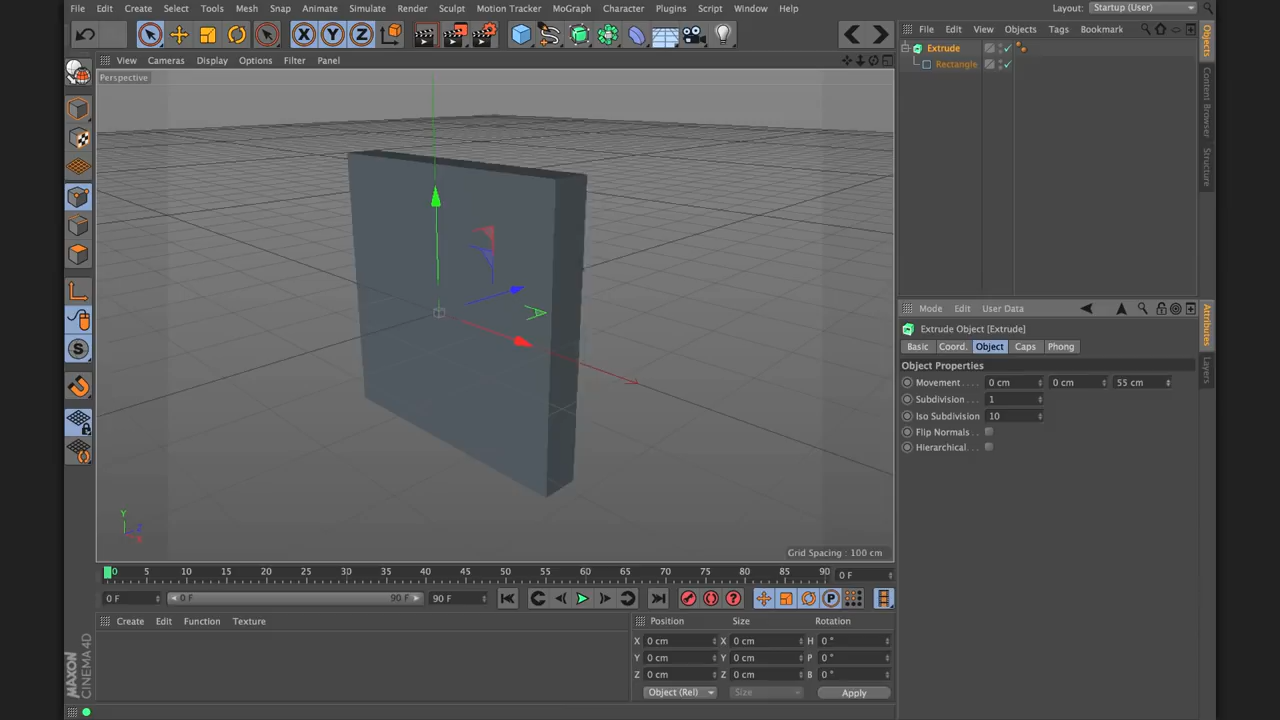 File Edit Create Select Tools Mesh Snap Animate Simulate Render Sculpt Motion Tracker MoGraph Character Plugins Script Window Help Layout: Startup (User)
X Y Z
File Edit View Objects Tags Bookmark
View Cameras Display Options Filter Panel
Perspective
Extrude
Rectangle
Objects
Content Browser
Structure
Mode Edit User Data
Extrude Object [Extrude]
Basic Coord. Object Caps Phong
Object Properties
Movement . . . . 0 cm 0 cm 55 cm
Subdivision . . 1
Iso Subdivision 10
Flip Normals . .
Hierarchical. . .
Attributes
Layers
S
Y
Z
X
Grid Spacing : 100 cm
0 5 10 15 20 25 30 35 40 45 50 55 60 65 70 75 80 85 90 0 F
0 F 0 F 90 F 90 F ? P
Create Edit Function Texture
Position Size Rotation
X 0 cm X 0 cm H 0 °
Y 0 cm Y 0 cm P 0 °
Z 0 cm Z 0 cm B 0 °
Object (Rel) Size Apply
MAXON
CINEMA 4D